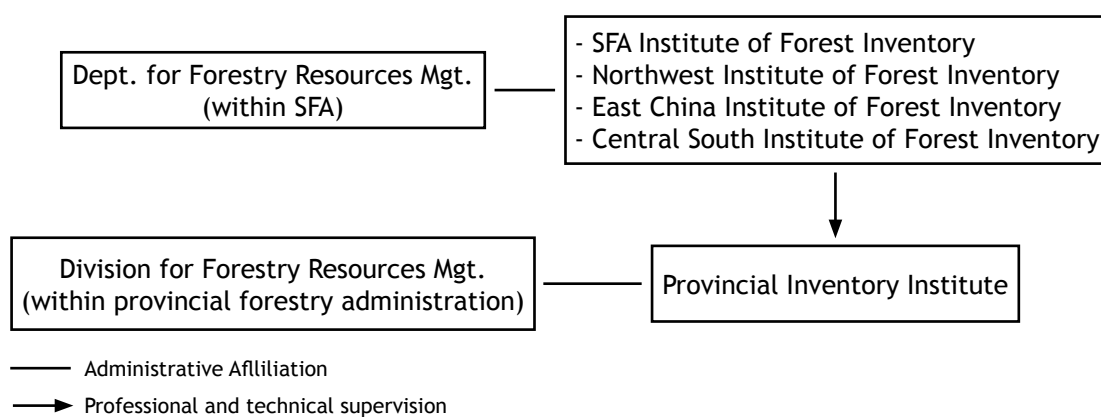 Dept. for Forestry Resources Mgt.
(within SFA)
- SFA Institute of Forest Inventory
- Northwest Institute of Forest Inventory
- East China Institute of Forest Inventory
- Central South Institute of Forest Inventory
Division for Forestry Resources Mgt.
(within provincial forestry administration)
Provincial Inventory Institute
Administrative Aflliliation
Professional and technical supervision